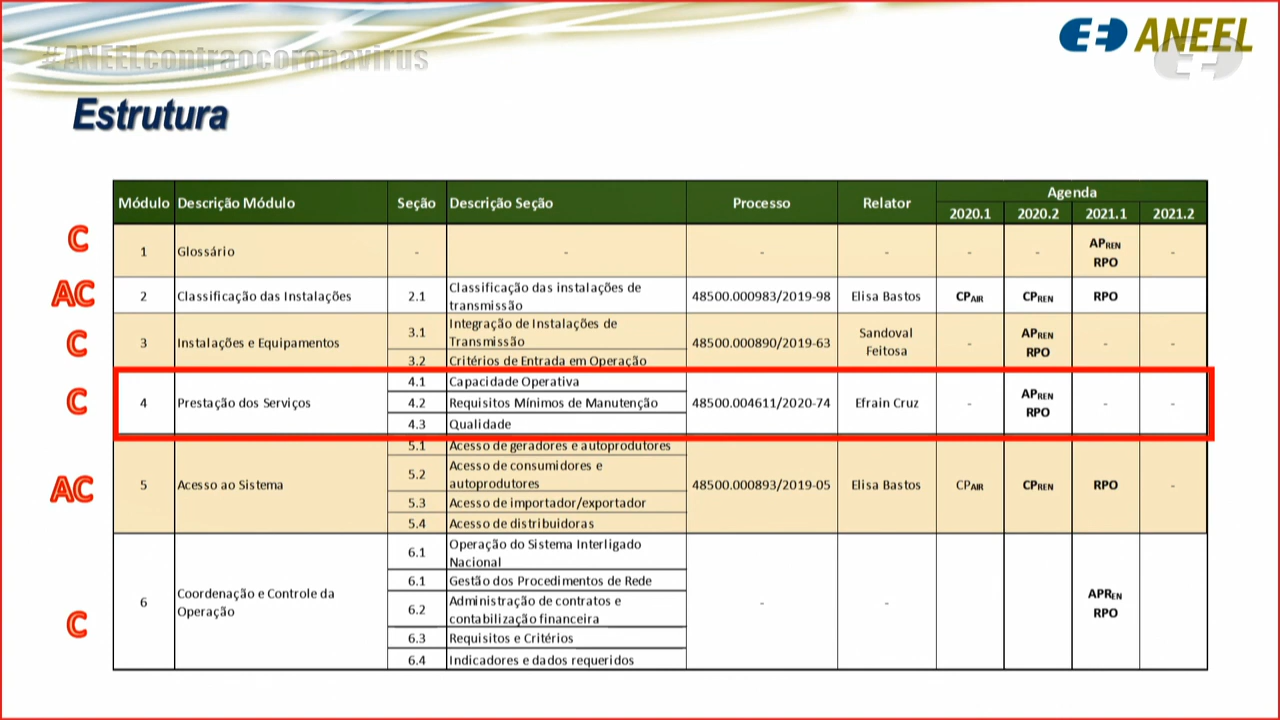 #ANEELcontraocoronavirus
ANEEL
Estrutura
Módulo Descrição Módulo Seção Descrição Seção Processo Relator Agenda
2020.1 2020.2 2021.1 2021.2
C
1 Glossário - - - - - - APREN -
RPO
AC
2 Classificação das Instalações 2.1 Classificação das instalações de
transmissão 48500.000983/2019-98 Elisa Bastos CPAIR CPREN RPO
C
3 Instalações e Equipamentos 3.1 Integração de Instalações de
Transmissão 48500.000890/2019-63 Sandoval
Feitosa - APREN - -
RPO
3.2 Critérios de Entrada em Operação
C
4 Prestação dos Serviços 4.1 Capacidade Operativa
4.2 Requisitos Mínimos de Manutenção 48500.004611/2020-74 Efrain Cruz - APREN - -
RPO
4.3 Qualidade
AC
5 Acesso ao Sistema 5.1 Acesso de geradores e autoprodutores
5.2 Acesso de consumidores e
autoprodutores 48500.000893/2019-05 Elisa Bastos CPAIR CPREN RPO -
5.3 Acesso de importador/exportador
5.4 Acesso de distribuidoras
C
6 Coordenação e Controle da
Operação 6.1 Operação do Sistema Interligado
Nacional
6.1 Gestão dos Procedimentos de Rede
6.2 Administração de contratos e
contabilização financeira - - APREN
RPO
6.3 Requisitos e Critérios
6.4 Indicadores e dados requeridos